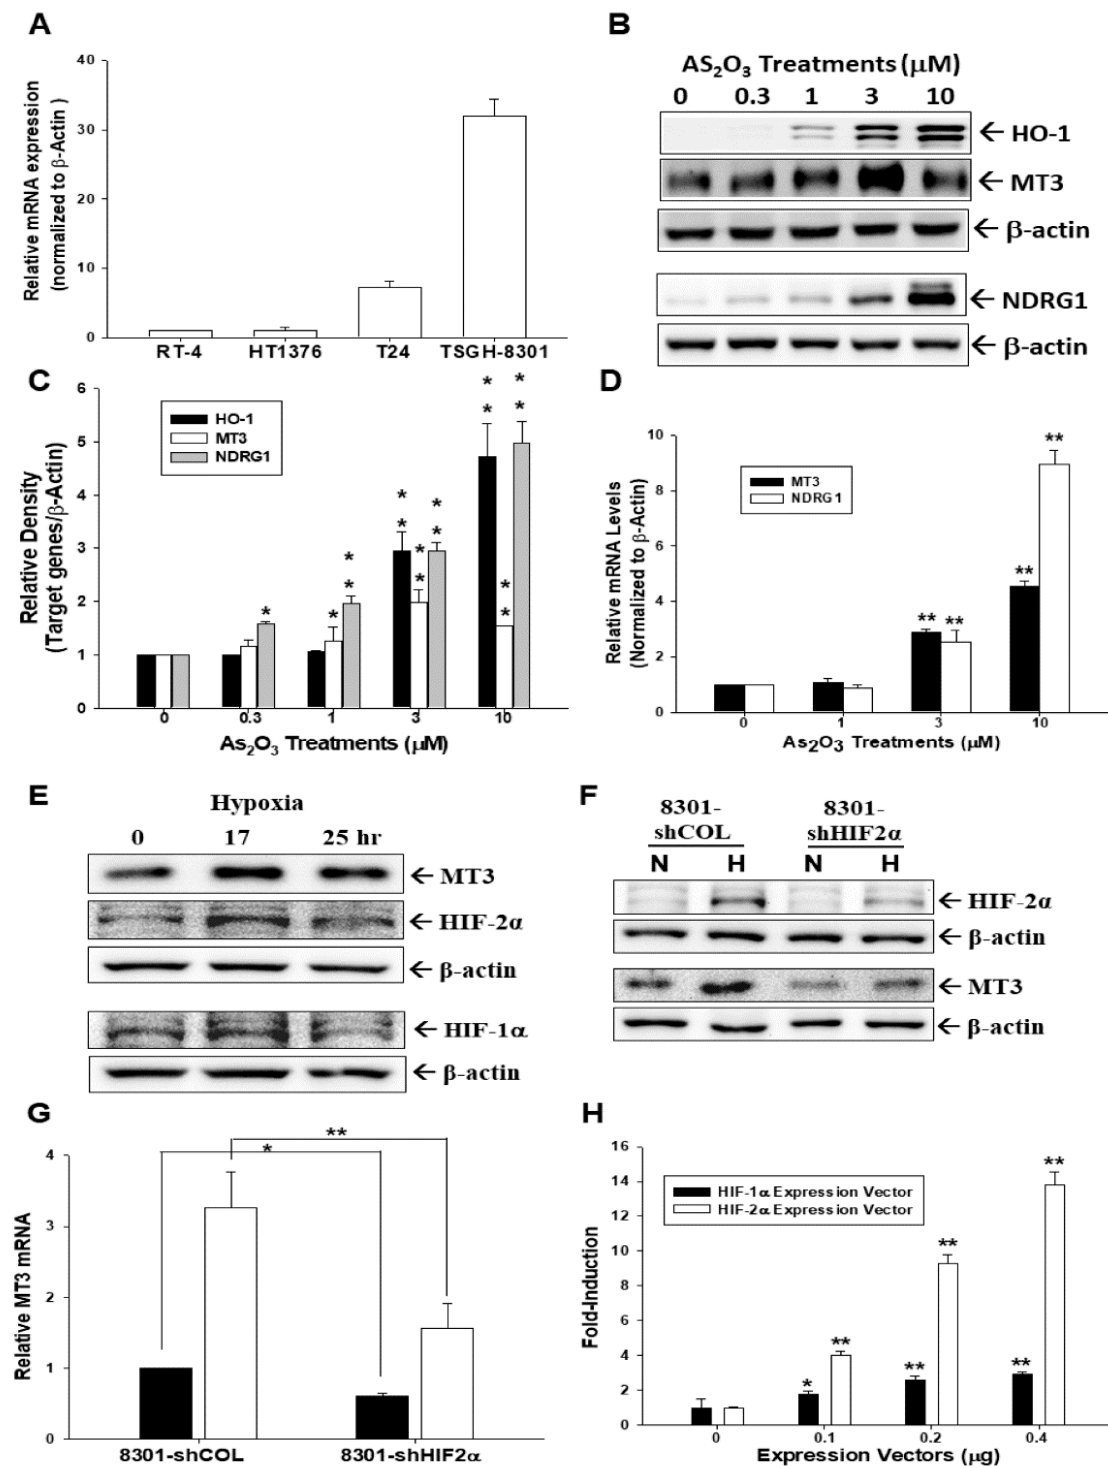 A
Relative mRNA expression
(normalized to β-Actin )
40
30
20
10
0
RT-4 HT1376 T24 TSGH-8301
B
AS₂O₃ Treatments (μM)
0 0.3 1 3 10
← HO-1
← MT3
← β-actin
← NDRG1
← β-actin
C
Relative Density
(Target genes/β-Actin)
6
5
4
3
2
1
0
HO-1
MT3
NDRG1
* * * *
* * * *
* * * *
* * * *
* *
* *
*
*
0 0.3 1 3 10
As₂O₃ Treatments (μM)
D
Relative mRNA Levels
(Normalized to β-Actin)
10
8
6
4
2
0
MT3
NDRG1
** ** ** **
0 1 3 10
As₂O₃ Treatments (μM)
E
Hypoxia
0 17 25 hr
← MT3
← HIF-2α
← β-actin
← HIF-1α
← β-actin
F
8301-
shCOL
8301-
shHIF2α
N H N H
← HIF-2α
← β-actin
← MT3
← β-actin
G
Relative MT3 mRNA
4
3
2
1
0
**
*
8301-shCOL 8301-shHIF2α
H
Fold-Induction
16
14
12
10
8
6
4
2
0
HIF-1α Expression Vector
HIF-2α Expression Vector
* ** ** ** ** **
0 0.1 0.2 0.4
Expression Vectors (μg)